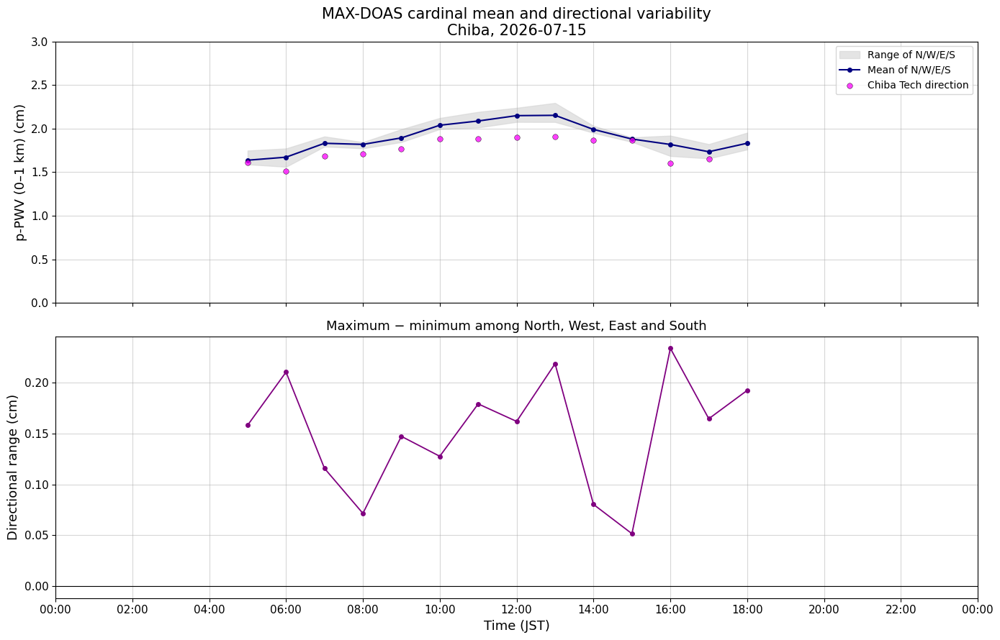 MAX-DOAS cardinal mean and directional variability
Chiba, 2026-07-15
3.0
2.5
2.0
1.5
1.0
0.5
0.0
p-PWV (0–1 km) (cm)
Range of N/W/E/S
Mean of N/W/E/S
Chiba Tech direction
Maximum − minimum among North, West, East and South
0.20
0.15
0.10
0.05
0.00
Directional range (cm)
00:00 02:00 04:00 06:00 08:00 10:00 12:00 14:00 16:00 18:00 20:00 22:00 00:00
Time (JST)